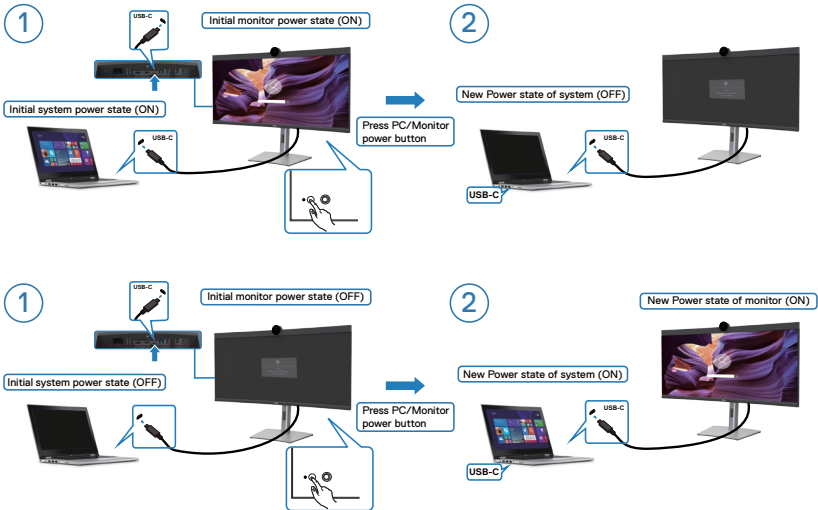 1
USB-C
Initial monitor power state (ON)
Initial system power state (ON)
USB-C
Press PC/Monitor
power button
2
New Power state of system (OFF)
USB-C
USB-C
1
USB-C
Initial monitor power state (OFF)
Initial system power state (OFF)
USB-C
Press PC/Monitor
power button
2
New Power state of monitor (ON)
New Power state of system (ON)
USB-C
USB-C